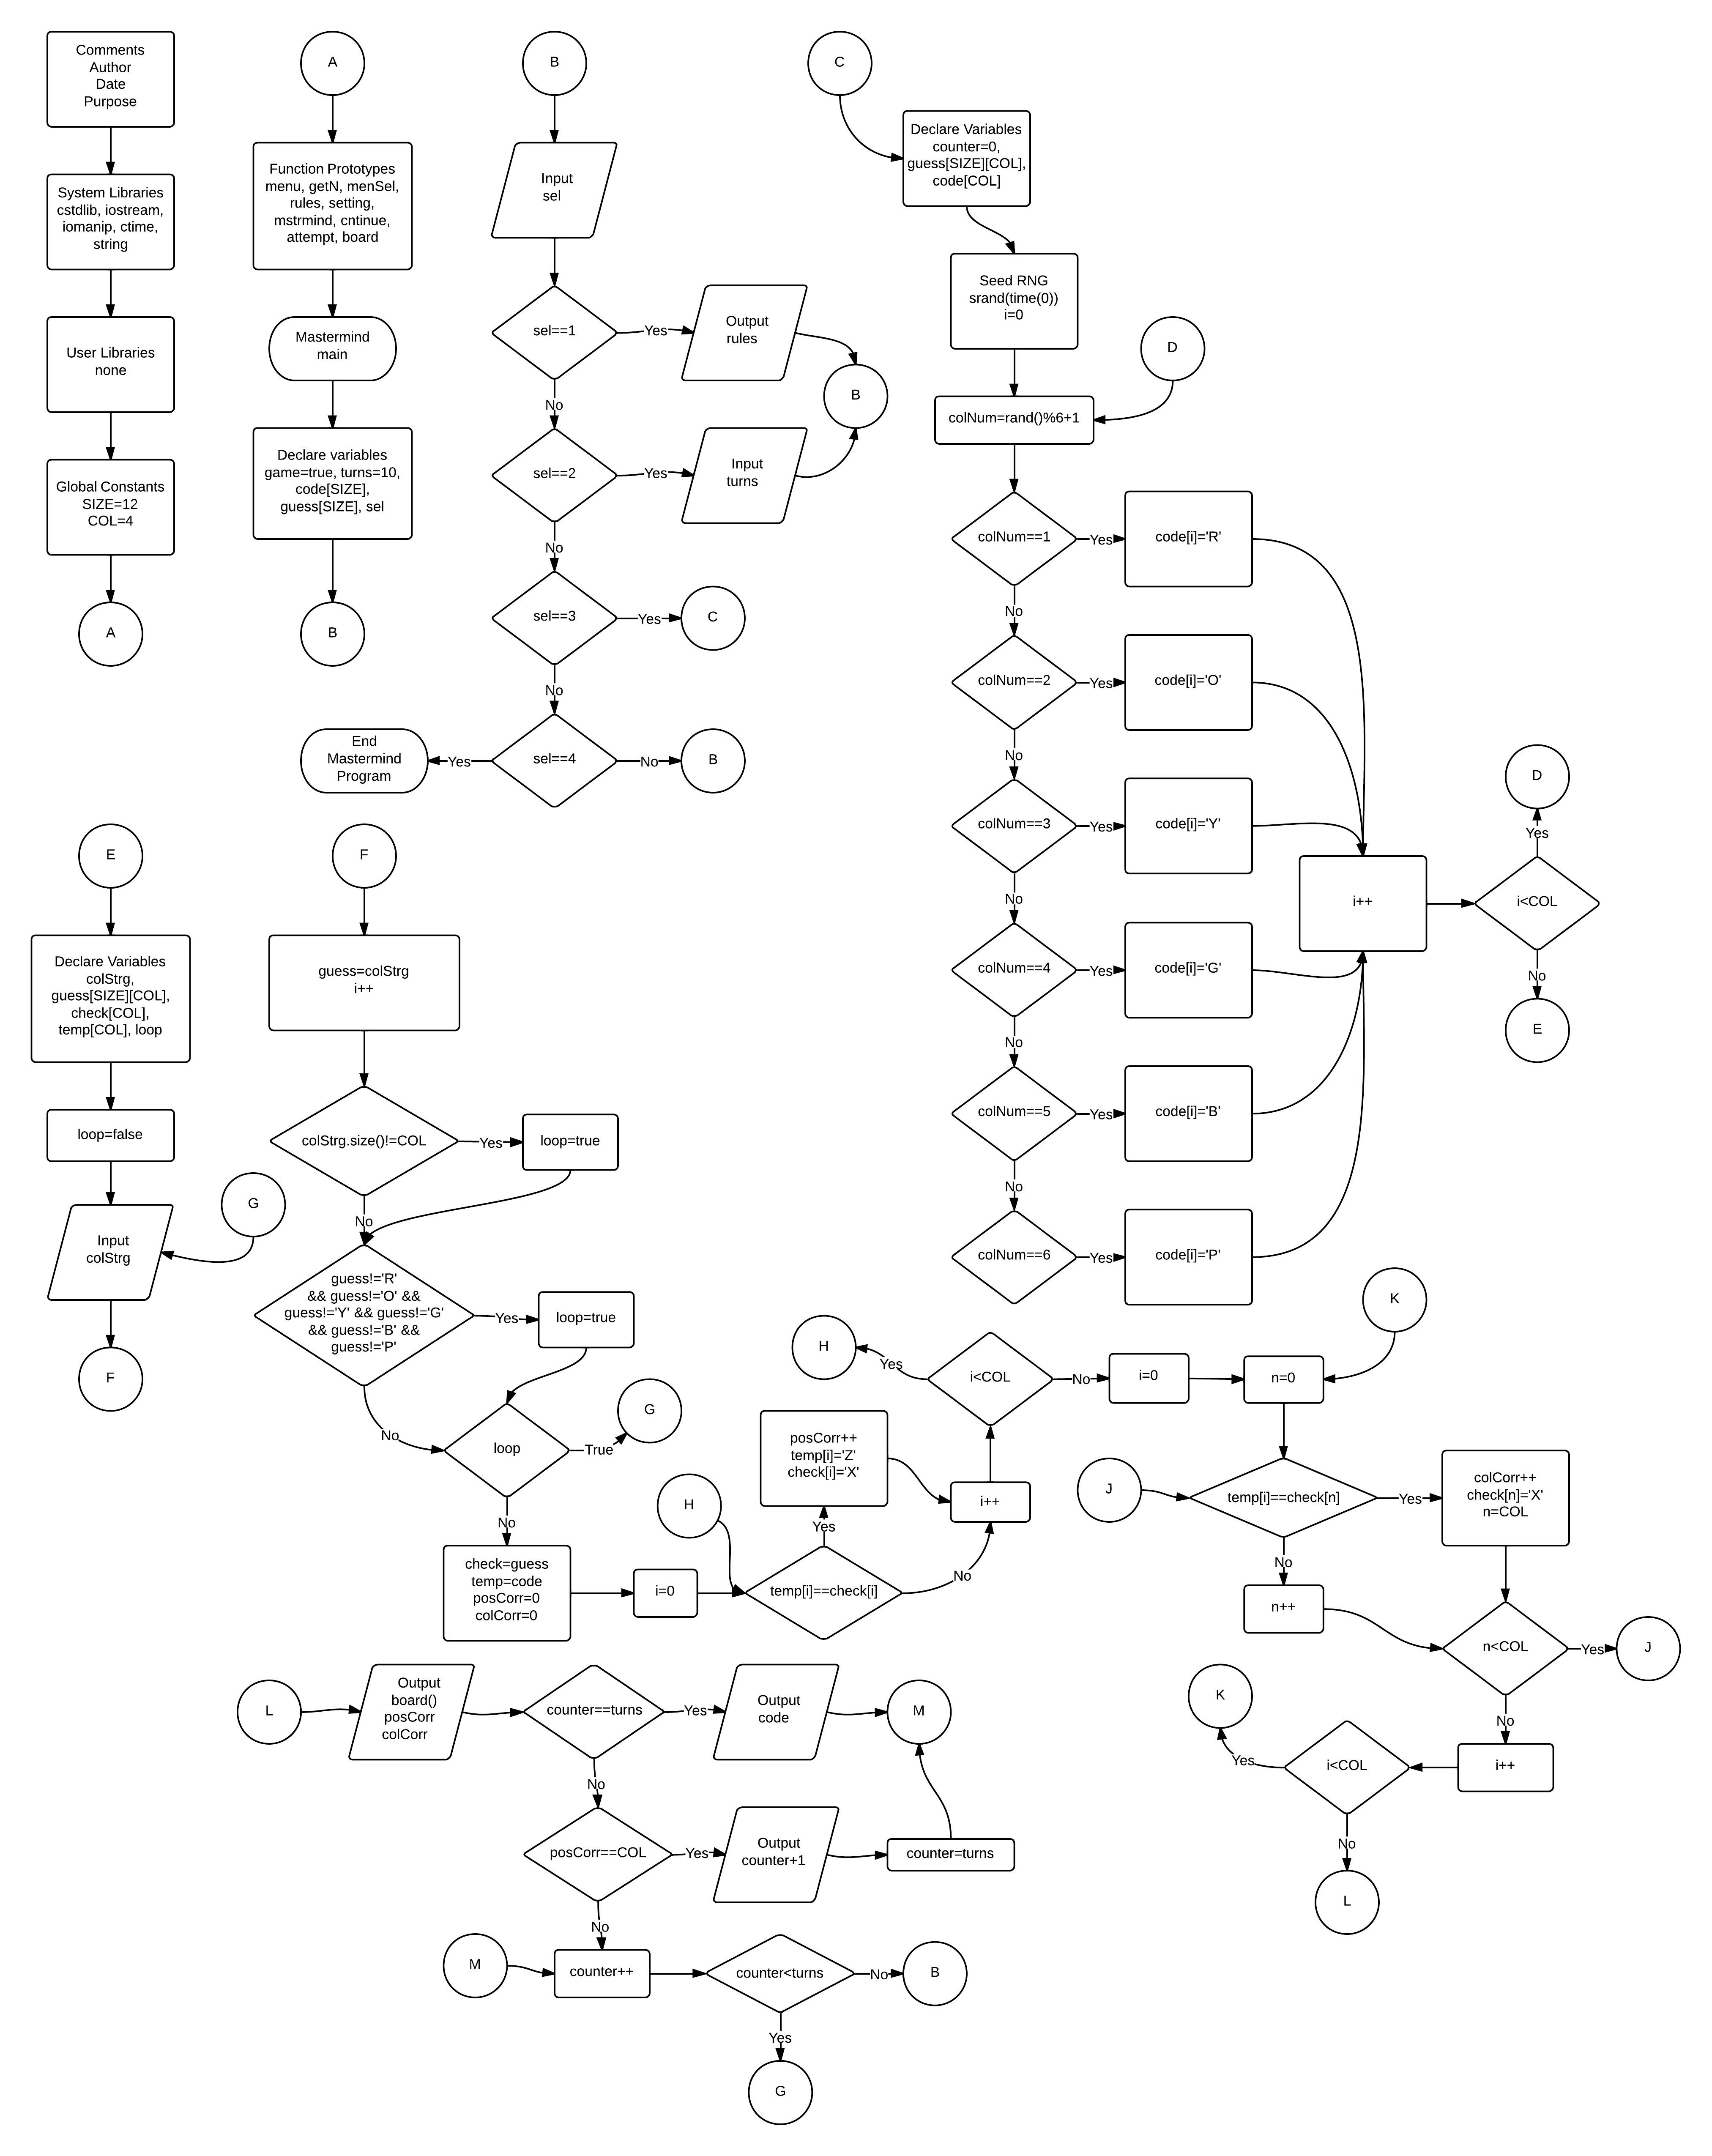 Comments
Author
Date
Purpose
System Libraries
cstdlib, iostream,
iomanip, ctime,
string
User Libraries
none
Global Constants
SIZE=12
COL=4
A
A
Function Prototypes
menu, getN, menSel,
rules, setting,
mstrmind, cntinue,
attempt, board
Mastermind
main
Declare variables
game=true, turns=10,
code[SIZE],
guess[SIZE], sel
B
B
Input
sel
sel==1
Yes
Output
rules
B
No
sel==2
Yes
Input
turns
No
sel==3
Yes
C
No
sel==4
Yes
End
Mastermind
Program
No
B
C
Declare Variables
counter=0,
guess[SIZE][COL],
code[COL]
Seed RNG
srand(time(0))
i=0
D
colNum=rand()%6+1
colNum==1
Yes
code[i]='R'
No
colNum==2
Yes
code[i]='O'
No
colNum==3
Yes
code[i]='Y'
No
colNum==4
Yes
code[i]='G'
No
colNum==5
Yes
code[i]='B'
No
colNum==6
Yes
code[i]='P'
i++
i<COL
Yes
D
No
E
E
Declare Variables
colStrg,
guess[SIZE][COL],
check[COL],
temp[COL], loop
loop=false
G
Input
colStrg
F
F
guess=colStrg
i++
colStrg.size()!=COL
Yes
loop=true
No
guess!='R'
&& guess!='O' &&
guess!='Y' && guess!='G'
&& guess!='B' &&
guess!='P'
Yes
loop=true
No
loop
True
G
No
check=guess
temp=code
posCorr=0
colCorr=0
i=0
H
temp[i]==check[i]
Yes
posCorr++
temp[i]='Z'
check[i]='X'
No
i++
i<COL
Yes
H
No
i=0
n=0
K
J
temp[i]==check[n]
Yes
colCorr++
check[n]='X'
n=COL
No
n++
n<COL
Yes
J
No
i++
i<COL
Yes
K
No
L
L
Output
board()
posCorr
colCorr
counter==turns
Yes
Output
code
M
No
posCorr==COL
Yes
Output
counter+1
counter=turns
No
M
counter++
counter<turns
No
B
Yes
G